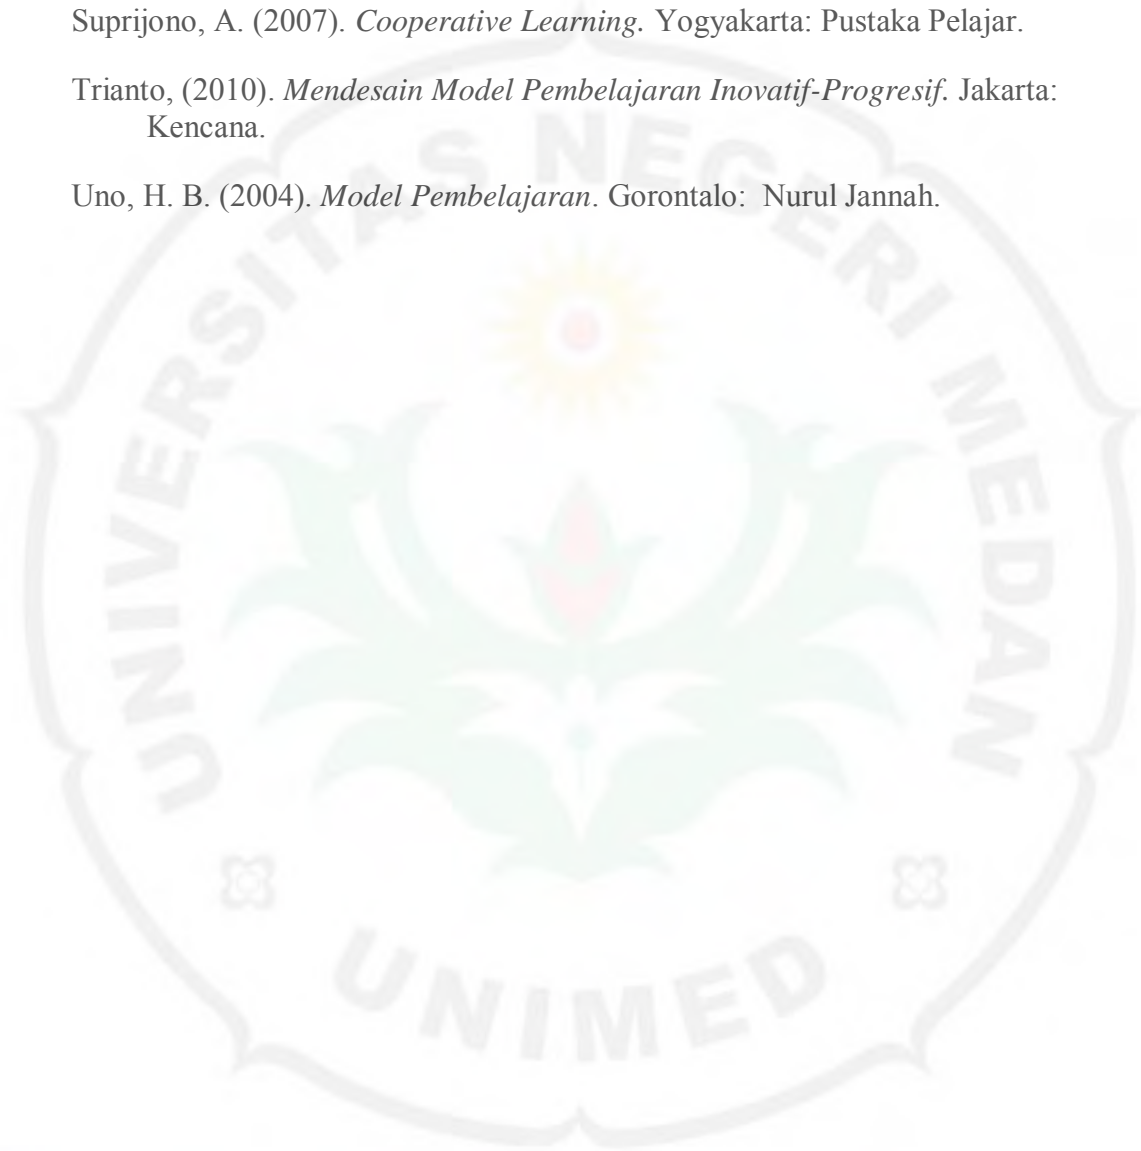 Suprijono, A. (2007). Cooperative Learning. Yogyakarta: Pustaka Pelajar.
Trianto, (2010). Mendesain Model Pembelajaran Inovatif-Progresif. Jakarta:
Kencana.
Uno, H. B. (2004). Model Pembelajaran. Gorontalo:  Nurul Jannah.
UNIVERSITAS NEGERI MEDAN
UNIMED